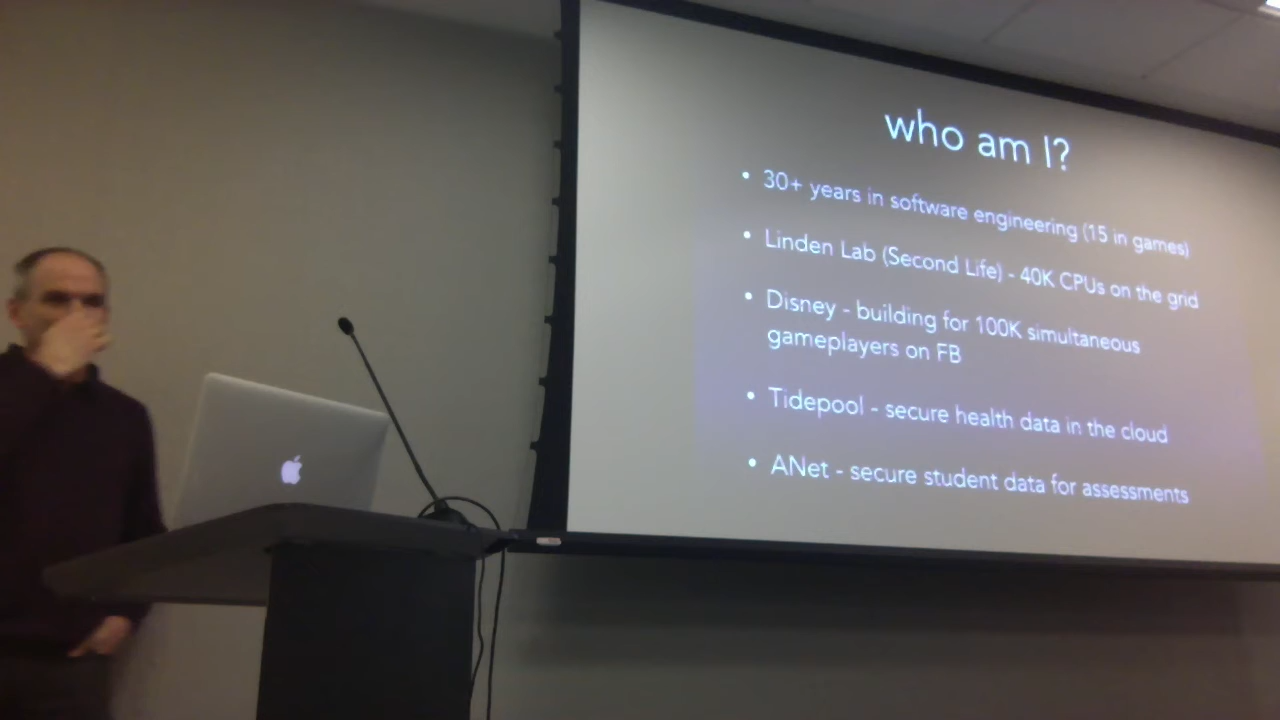 who am I?
• 30+ years in software engineering (15 in games)
• Linden Lab (Second Life) - 40K CPUs on the grid
• Disney - building for 100K simultaneous
gameplayers on FB
• Tidepool - secure health data in the cloud
• ANet - secure student data for assessments